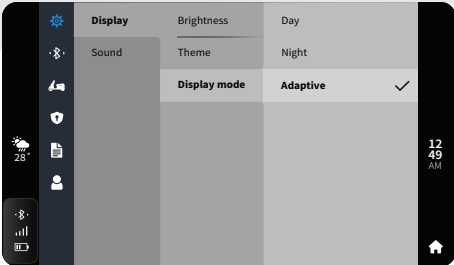 Display
Sound
Brightness
Theme
Display mode
Day
Night
Adaptive
28°
12
49
AM